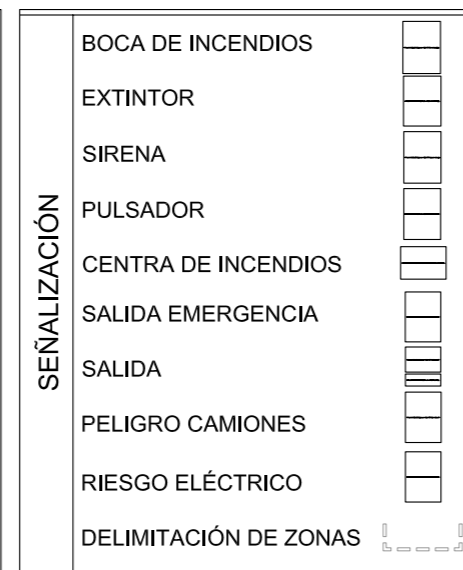 SEÑALIZACIÓN
BOCA DE INCENDIOS
EXTINTOR
SIRENA
PULSADOR
CENTRA DE INCENDIOS
SALIDA EMERGENCIA
SALIDA
PELIGRO CAMIONES
RIESGO ELÉCTRICO
DELIMITACIÓN DE ZONAS